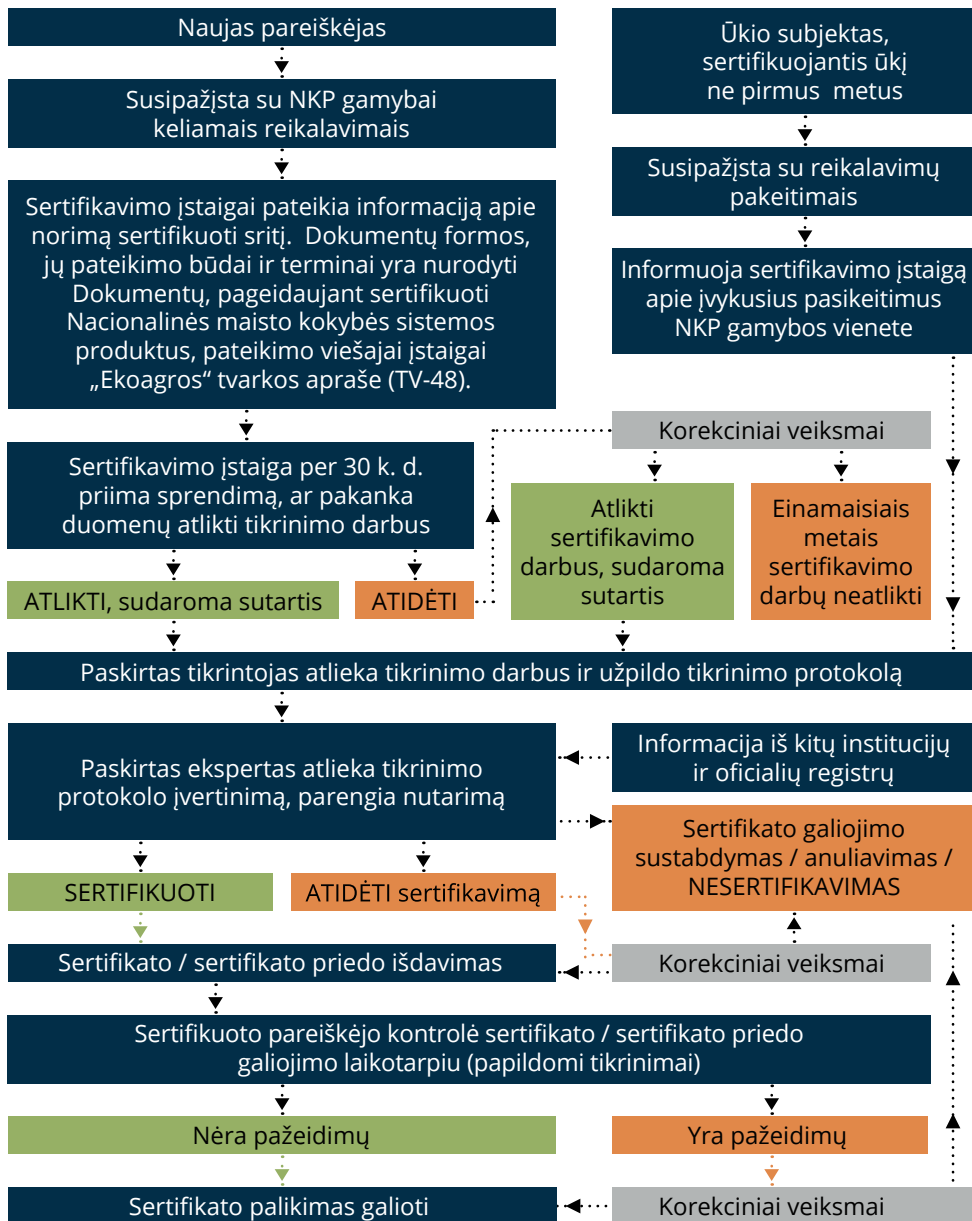 Naujas pareiškėjas
Susipažįsta su NKP gamybai
keliamais reikalavimais
Sertifikavimo įstaigai pateikia informaciją apie
norimą sertifikuoti sritį. Dokumentų formos,
jų pateikimo būdai ir terminai yra nurodyti
Dokumentų, pageidaujant sertifikuoti
Nacionalinės maisto kokybės sistemos
produktus, pateikimo viešajai įstaigai
„Ekoagros“ tvarkos apraše (TV-48).
Ūkio subjektas,
sertifikuojantis ūkį
ne pirmus metus
Susipažįsta su reikalavimų
pakeitimais
Informuoja sertifikavimo įstaigą
apie įvykusius pasikeitimus
NKP gamybos vienete
Sertifikavimo įstaiga per 30 k. d.
priima sprendimą, ar pakanka
duomenų atlikti tikrinimo darbus
ATLIKTI, sudaroma sutartis
ATIDĖTI
Korekciniai veiksmai
Atlikti
sertifikavimo
darbus, sudaroma
sutartis
Einamaisiais
metais
sertifikavimo
darbų neatlikti
Paskirtas tikrintojas atlieka tikrinimo darbus ir užpildo tikrinimo protokolą
Paskirtas ekspertas atlieka tikrinimo
protokolo įvertinimą, parengia nutarimą
Informacija iš kitų institucijų
ir oficialių registrų
Sertifikato galiojimo
sustabdymas / anuliavimas /
NESERTIFIKAVIMAS
SERTIFIKUOTI
ATIDĖTI sertifikavimą
Sertifikato / sertifikato priedo išdavimas
Korekciniai veiksmai
Sertifikuoto pareiškėjo kontrolė sertifikato / sertifikato priedo
galiojimo laikotarpiu (papildomi tikrinimai)
Nėra pažeidimų
Yra pažeidimų
Sertifikato palikimas galioti
Korekciniai veiksmai